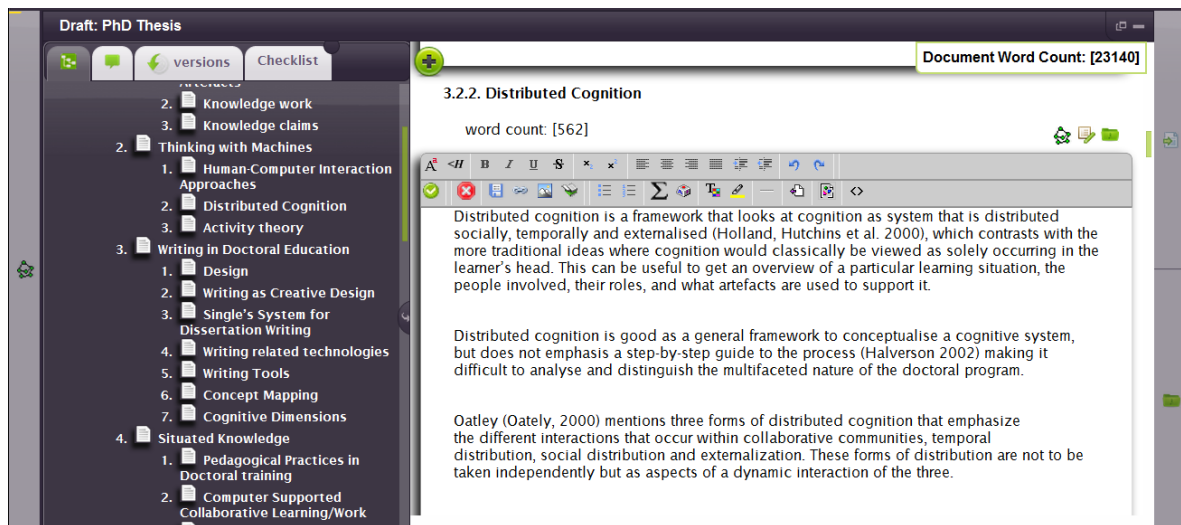 Draft: PhD Thesis
versions
Checklist
Artefacts
2. Knowledge work
3. Knowledge claims
2. Thinking with Machines
1. Human-Computer Interaction
Approaches
2. Distributed Cognition
3. Activity theory
3. Writing in Doctoral Education
1. Design
2. Writing as Creative Design
3. Single's System for
Dissertation Writing
4. Writing related technologies
5. Writing Tools
6. Concept Mapping
7. Cognitive Dimensions
4. Situated Knowledge
1. Pedagogical Practices in
Doctoral training
2. Computer Supported
Collaborative Learning/Work
Document Word Count: [23140]
3.2.2. Distributed Cognition
word count: [562]
Distributed cognition is a framework that looks at cognition as system that is distributed
socially, temporally and externalised (Holland, Hutchins et al. 2000), which contrasts with the
more traditional ideas where cognition would classically be viewed as solely occurring in the
learner's head. This can be useful to get an overview of a particular learning situation, the
people involved, their roles, and what artefacts are used to support it.
Distributed cognition is good as a general framework to conceptualise a cognitive system,
but does not emphasis a step-by-step guide to the process (Halverson 2002) making it
difficult to analyse and distinguish the multifaceted nature of the doctoral program.
Oatley (Oately, 2000) mentions three forms of distributed cognition that emphasize
the different interactions that occur within collaborative communities, temporal
distribution, social distribution and externalization. These forms of distribution are not to be
taken independently but as aspects of a dynamic interaction of the three.